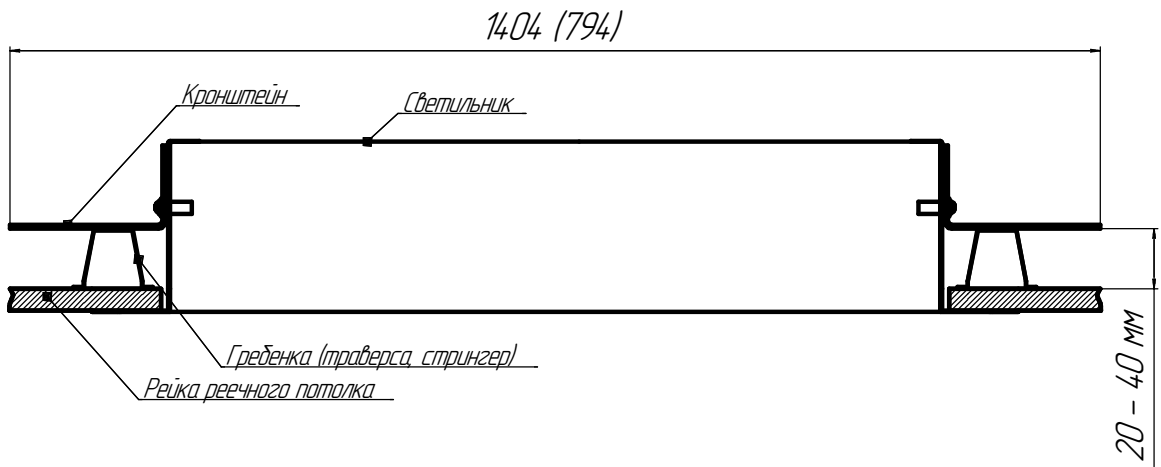 1404 (794)
Кронштейн
Светильник
Гребенка (траверса, стрингер)
Рейка реечного потолка
20 - 40 мм